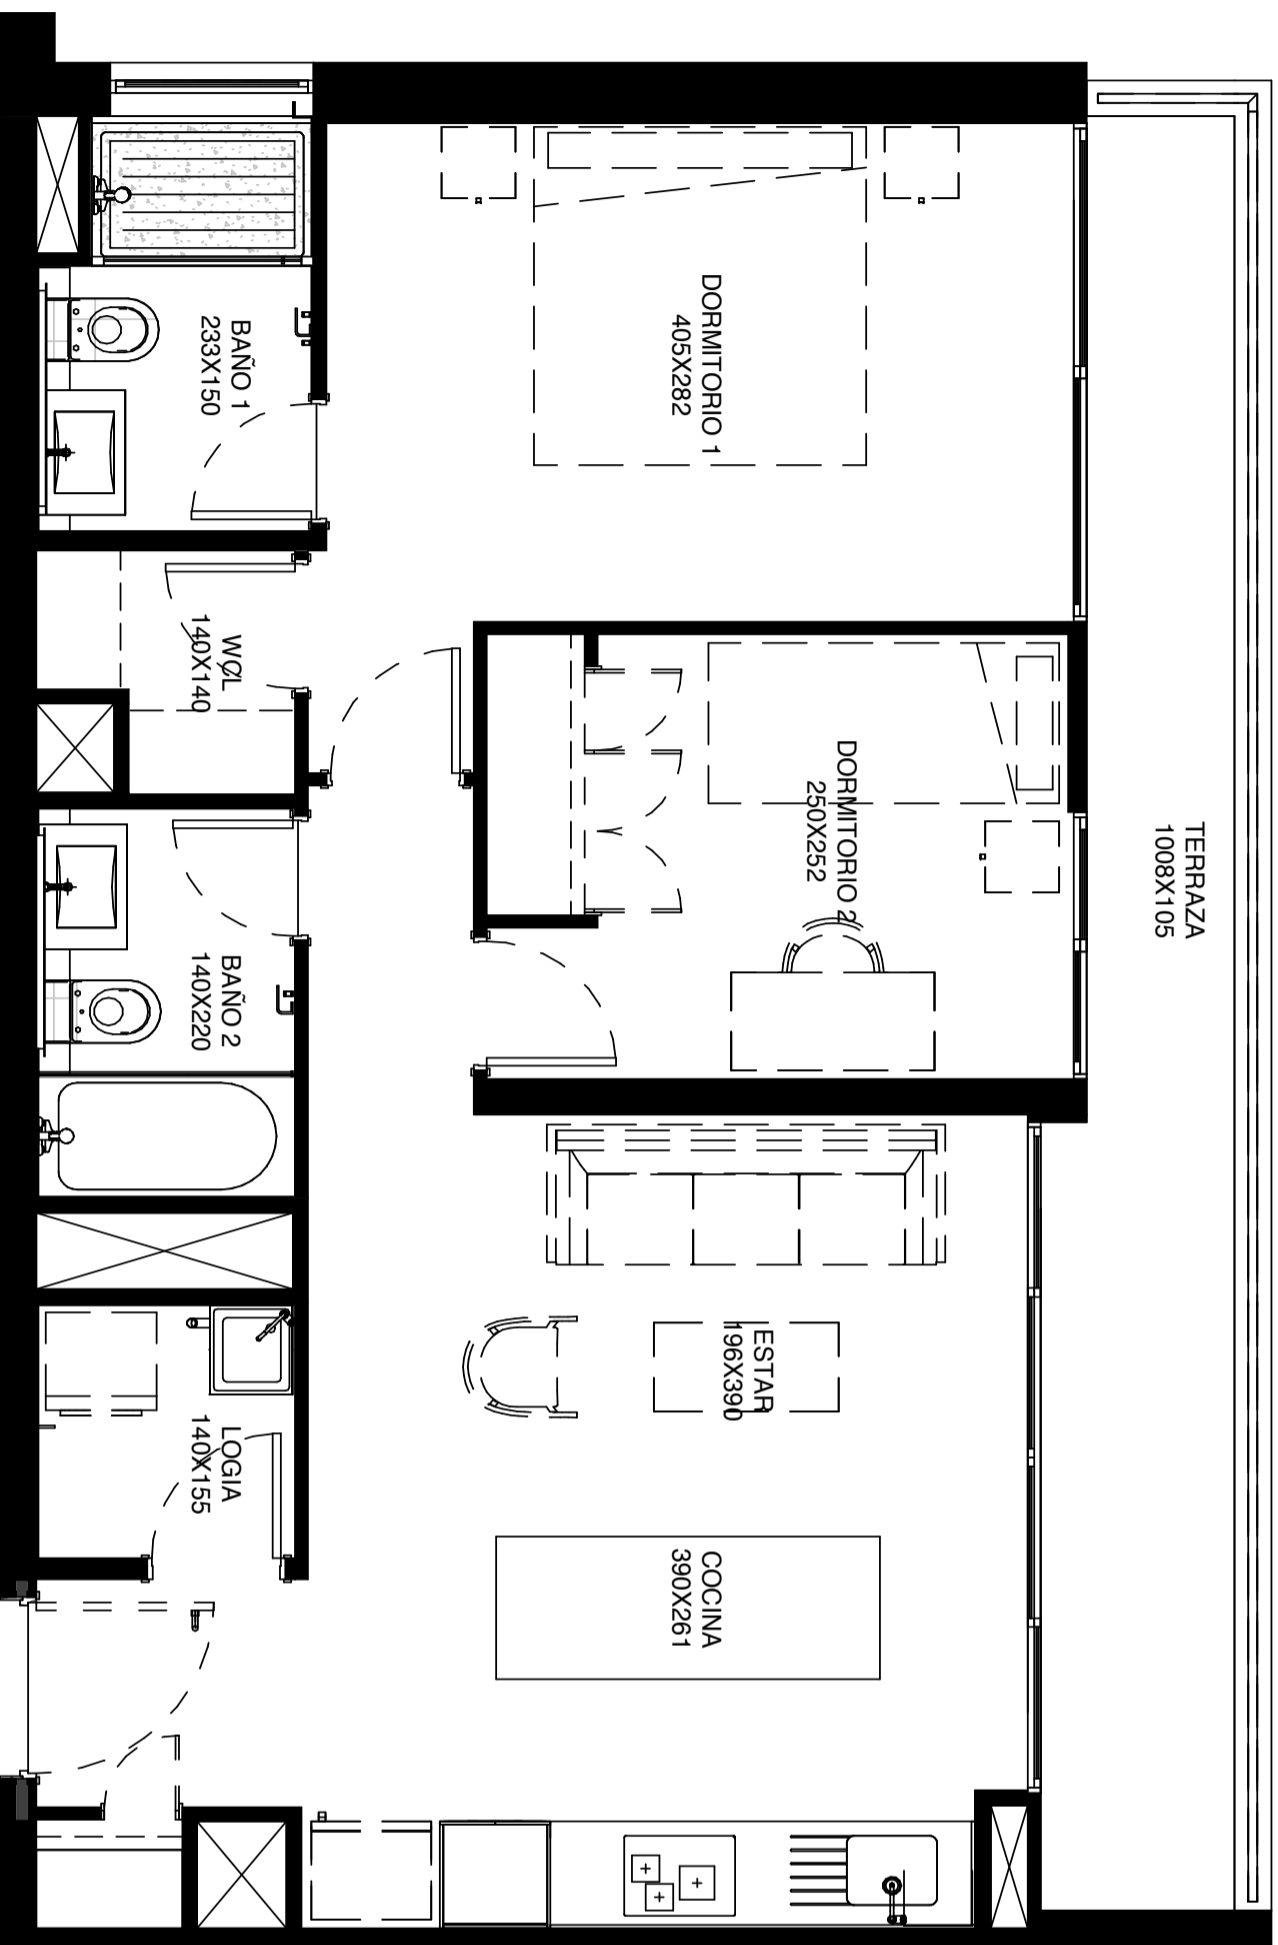 DORMITORIO 1
405X282
BAÑO 1
233X150
WCL
140X140
DORMITORIO 2
250X252
TERRAZA
1008X105
BAÑO 2
140X220
ESTAR
196X390
LOGIA
140X155
COCINA
390X261